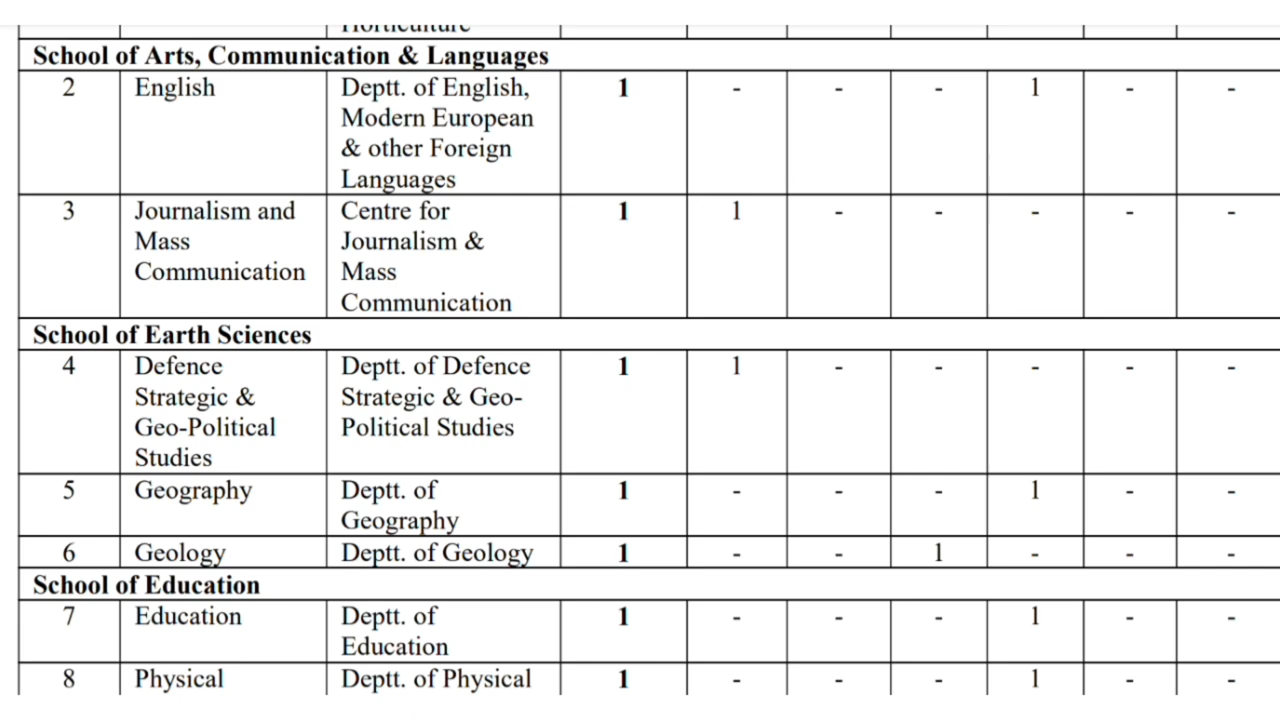 Horticulture
School of Arts, Communication & Languages
2 English Deptt. of English, 1 - - - 1 - -
Modern European
& other Foreign
Languages
3 Journalism and Centre for 1 1 - - - - -
Mass Journalism &
Communication Mass
Communication
School of Earth Sciences
4 Defence Deptt. of Defence 1 1 - - - - -
Strategic & Strategic & Geo-
Geo-Political Political Studies
Studies
5 Geography Deptt. of 1 - - - 1 - -
Geography
6 Geology Deptt. of Geology 1 - - 1 - - -
School of Education
7 Education Deptt. of 1 - - - 1 - -
Education
8 Physical Deptt. of Physical 1 - - - 1 - -